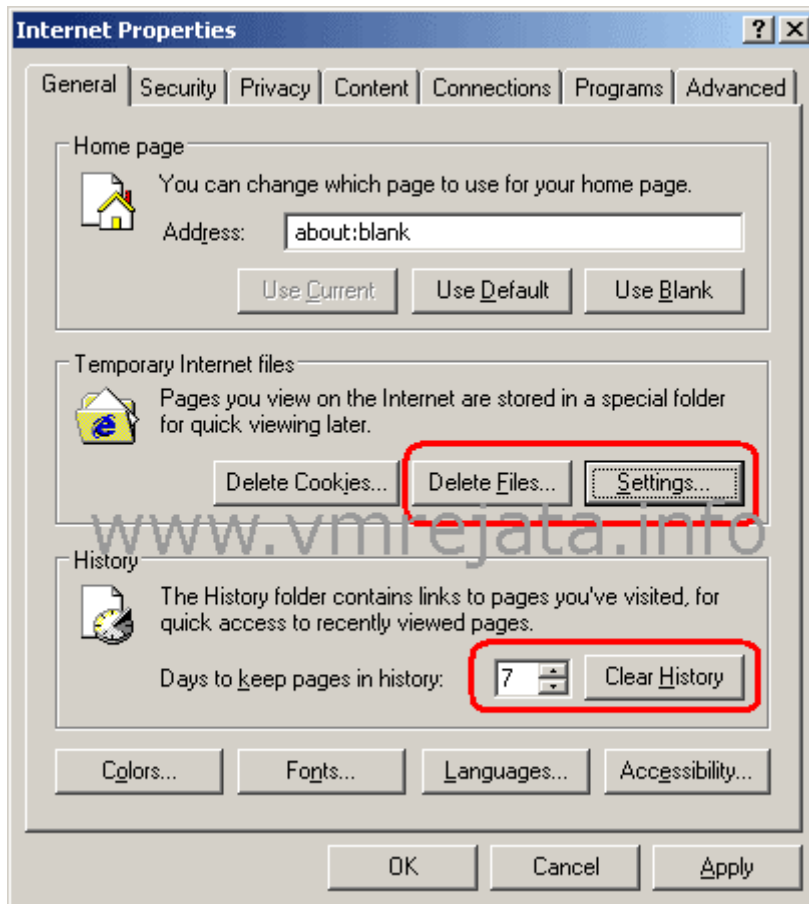 Internet Properties
General Security Privacy Content Connections Programs Advanced
Home page
You can change which page to use for your home page.
Address: about:blank
Use Current Use Default Use Blank
Temporary Internet files
Pages you view on the Internet are stored in a special folder
for quick viewing later.
Delete Cookies... Delete Files... Settings...
www.vmrejata.info
History
The History folder contains links to pages you've visited, for
quick access to recently viewed pages.
Days to keep pages in history: 7 Clear History
Colors... Fonts... Languages... Accessibility...
OK Cancel Apply